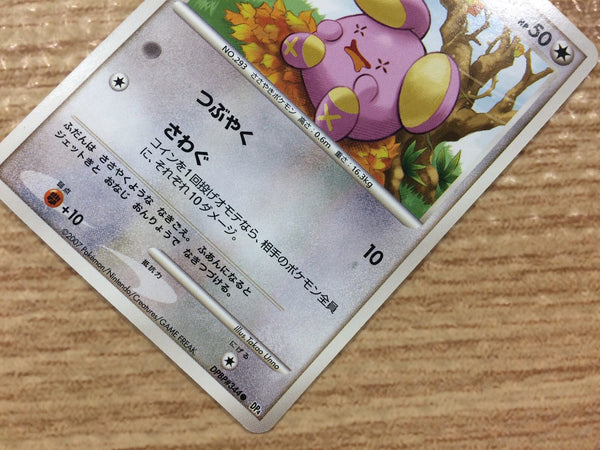 HP 50
NO.293 ささやきポケモン 高さ:0.6m 重さ:16.3kg
つぶやく 10
さわぐ
コインを1回投げオモテなら、相手のポケモン全員
に、それぞれ10ダメージ。
ふだんは ささやくような なきごえ。ふあんになると
ジェットきと おなじ おんりょうで なきつづける。
弱点
+10
抵抗力
にげる
Illus. Takao Unno
©2007 Pokémon/Nintendo/Creatures/GAME FREAK
DPBP#344
DP4